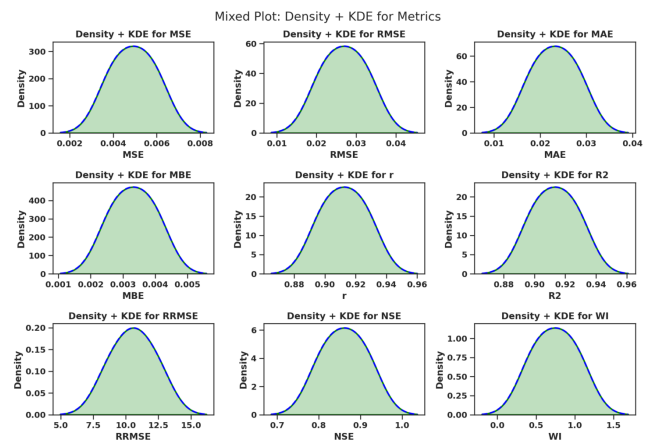 Mixed Plot: Density + KDE for Metrics
Density + KDE for MSE
Density + KDE for RMSE
Density + KDE for MAE
300
200
100
0
Density
0.002 0.004 0.006 0.008
MSE
60
40
20
0
Density
0.01 0.02 0.03 0.04
RMSE
60
40
20
0
Density
0.01 0.02 0.03 0.04
MAE
Density + KDE for MBE
Density + KDE for r
Density + KDE for R2
400
300
200
100
0
Density
0.001 0.002 0.003 0.004 0.005
MBE
20
15
10
5
0
Density
0.88 0.90 0.92 0.94 0.96
r
20
15
10
5
0
Density
0.88 0.90 0.92 0.94 0.96
R2
Density + KDE for RRMSE
Density + KDE for NSE
Density + KDE for WI
0.20
0.15
0.10
0.05
0.00
Density
5.0 7.5 10.0 12.5 15.0
RRMSE
6
4
2
0
Density
0.7 0.8 0.9 1.0
NSE
1.00
0.75
0.50
0.25
0.00
Density
0.0 0.5 1.0 1.5
WI